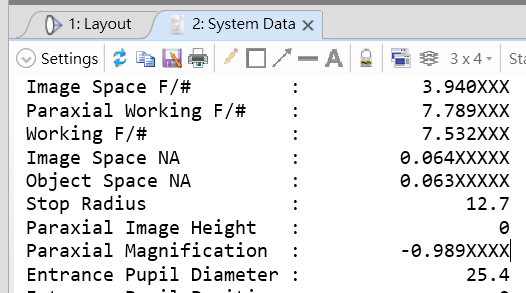 1: Layout 2: System Data
Settings 3 x 4 Sta
Image Space F/# : 3.940XXX
Paraxial Working F/# : 7.789XXX
Working F/# : 7.532XXX
Image Space NA : 0.064XXXXX
Object Space NA : 0.063XXXXX
Stop Radius : 12.7
Paraxial Image Height : 0
Paraxial Magnification : -0.989XXXX
Entrance Pupil Diameter : 25.4